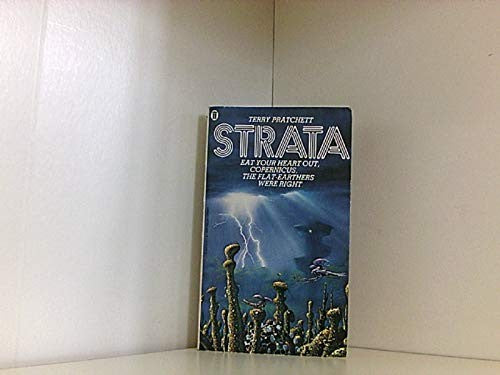 TERRY PRATCHETT
STRATA
EAT YOUR HEART OUT,
COPERNICUS.
THE FLAT-EARTHERS
WERE RIGHT